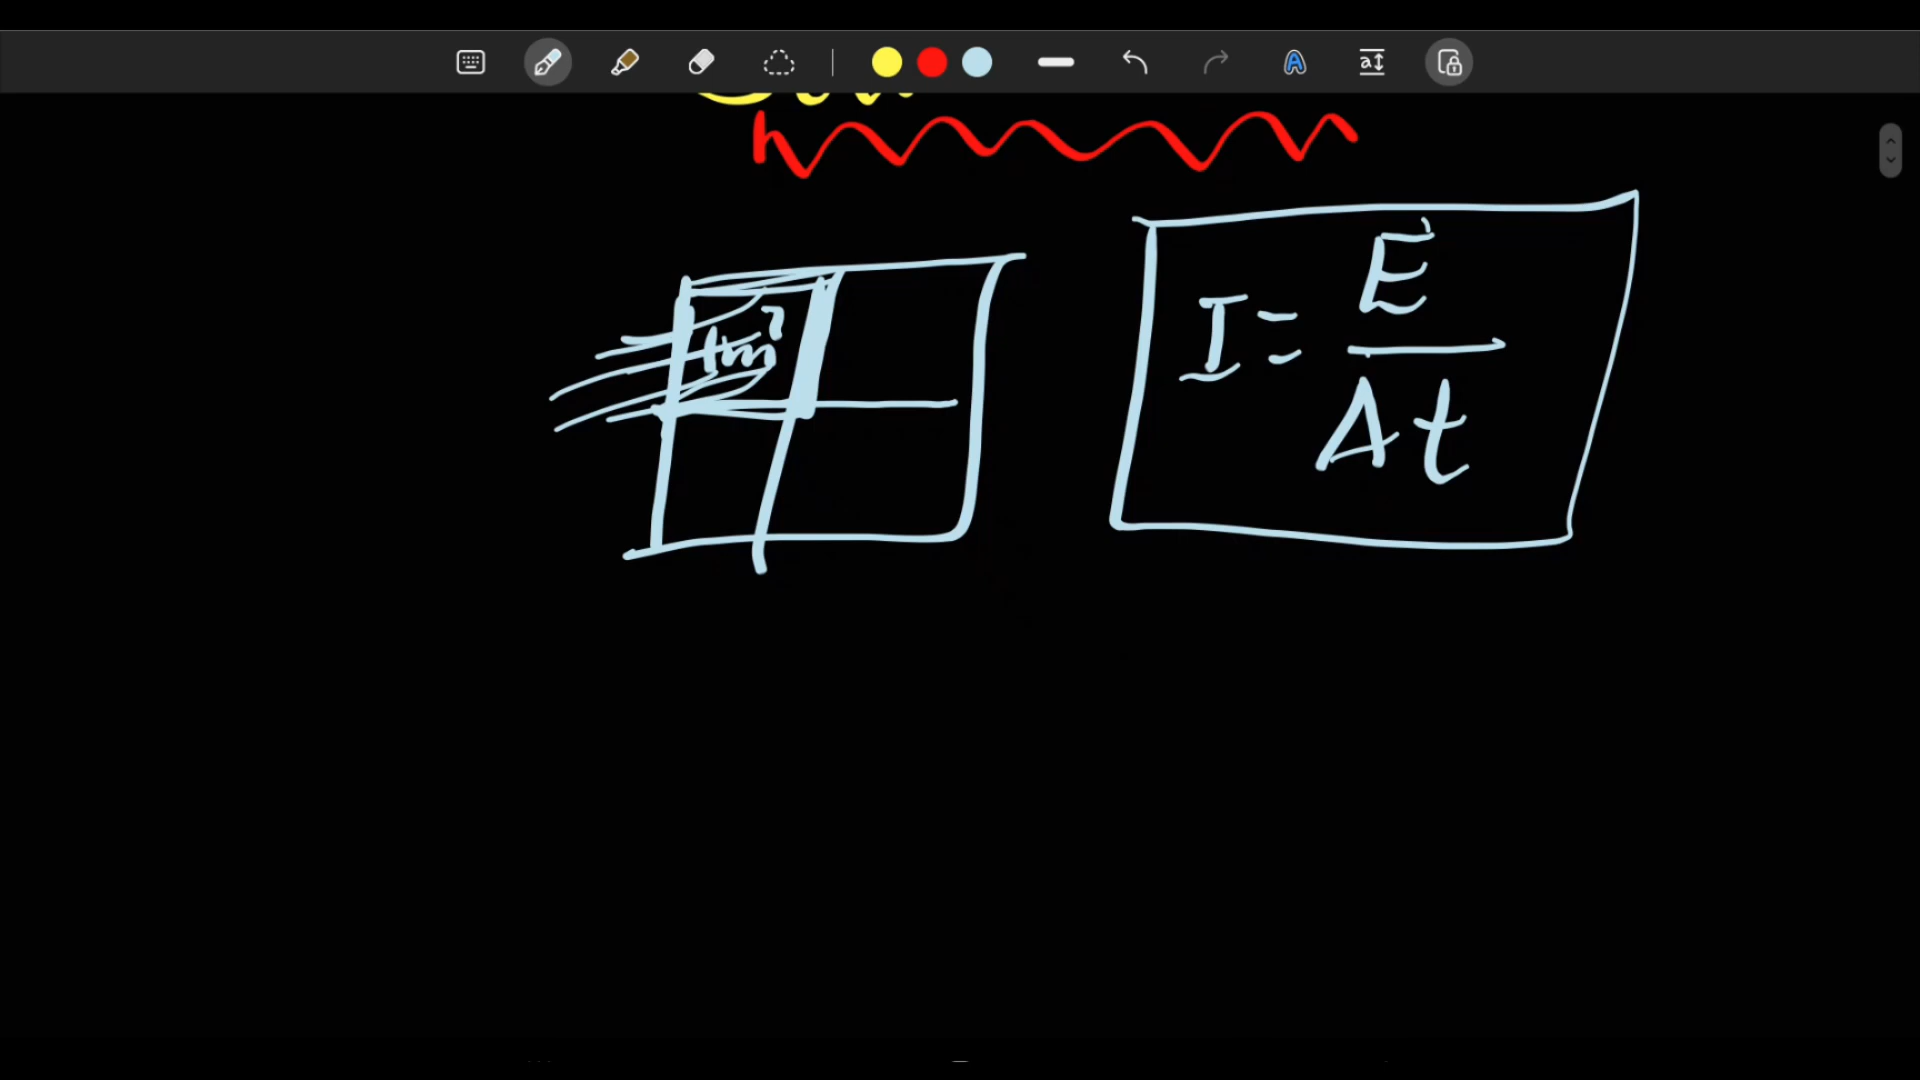 1m²
I = E / At